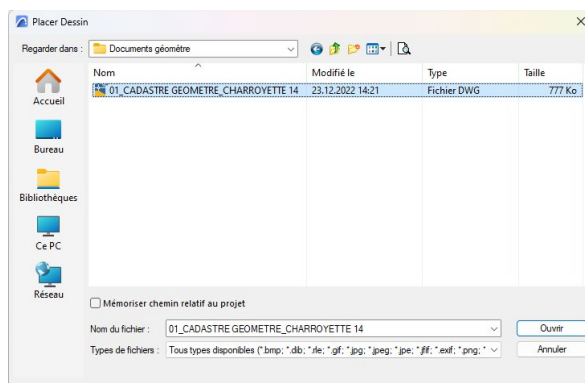 Placer Dessin
Regarder dans : Documents géomètre
Nom Modifié le Type Taille
01_CADASTRE GEOMETRE_CHARROYETTE 14 23.12.2022 14:21 Fichier DWG 777 Ko
Accueil
Bureau
Bibliothèques
Ce PC
Réseau
Mémoriser chemin relatif au projet
Nom du fichier : 01_CADASTRE GEOMETRE_CHARROYETTE 14 Ouvrir
Types de fichiers : Tous types disponibles (*.bmp; *.dib; *.rle; *.gif; *.jpg; *.jpeg; *.jpe; *.jfif; *.exif; *.png; * Annuler